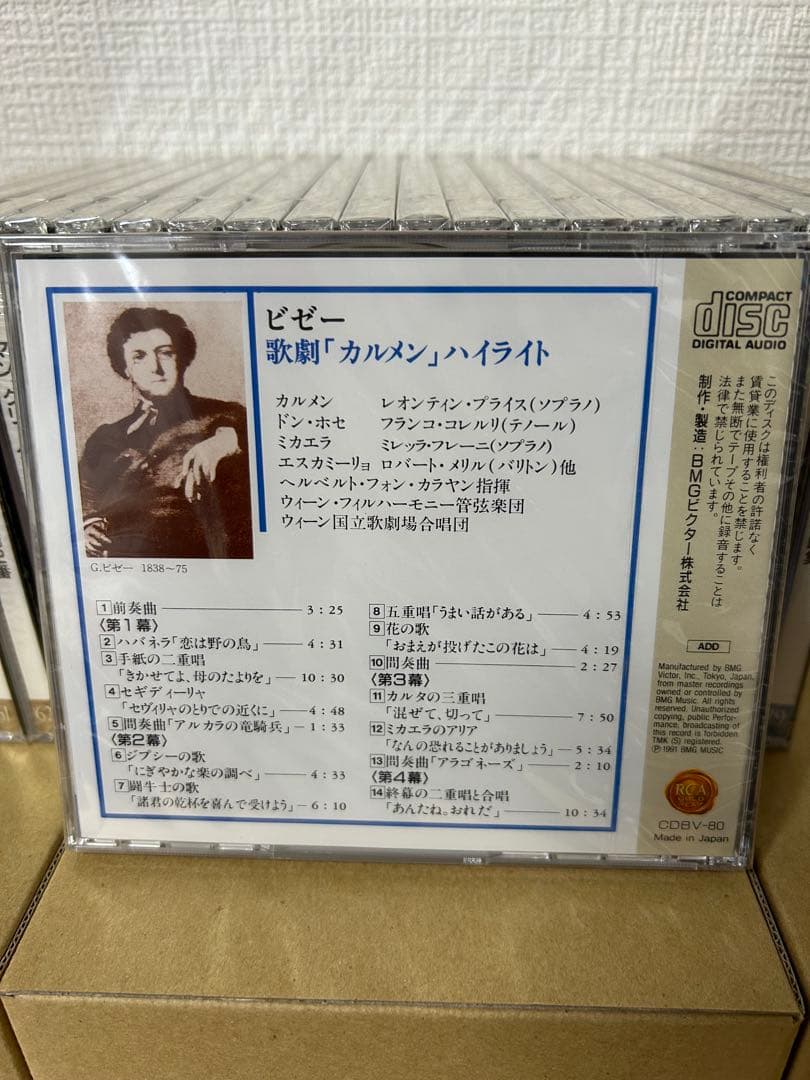 ビゼー
歌劇「カルメン」ハイライト
カルメン レオンティン・プライス(ソプラノ)
ドン・ホセ フランコ・コレルリ(テノール)
ミカエラ ミレッラ・フレーニ(ソプラノ)
エスカミーリョ ロバート・メリル(バリトン)他
ヘルベルト・フォン・カラヤン指揮
ウィーン・フィルハーモニー管弦楽団
ウィーン国立歌劇場合唱団
G.ビゼー 1838〜75
1 前奏曲 3:25
〈第1幕〉
2 ハバネラ「恋は野の鳥」 4:31
3 手紙の二重唱
「きかせてよ、母のたよりを」 10:30
4 セギディーリャ
「セヴィリャのとりでの近くに」 4:48
5 間奏曲「アルカラの竜騎兵」 1:33
〈第2幕〉
6 ジプシーの歌
「にぎやかな楽の調べ」 4:33
7 闘牛士の歌
「諸君の乾杯を喜んで受けよう」 6:10
8 五重唱「うまい話がある」 4:53
9 花の歌
「おまえが投げたこの花は」 4:19
10 間奏曲 2:27
〈第3幕〉
11 カルタの三重唱
「混ぜて、切って」 7:50
12 ミカエラのアリア
「なんの恐れることがありましょう」 5:34
13 間奏曲「アラゴネーズ」 2:10
〈第4幕〉
14 終幕の二重唱と合唱
「あんたね。おれだ」 10:34
COMPACT
disc
DIGITAL AUDIO
このディスクは権利者の許諾なく
賃貸業に使用することを禁じます。
また無断でテープその他に録音することは
法律で禁じられています。
制作・製造:BMGビクター株式会社
ADD
Manufactured by BMG
Victor, Inc., Tokyo, Japan,
from master recordings
owned or controlled by
BMG Music. All rights
reserved. Unauthorized
copying, public Perfor-
mance, broadcasting of
this record is forbidden.
TMK (S) registered.
Ⓟ 1991 BMG MUSIC
RCA
CDBV-80
Made in Japan